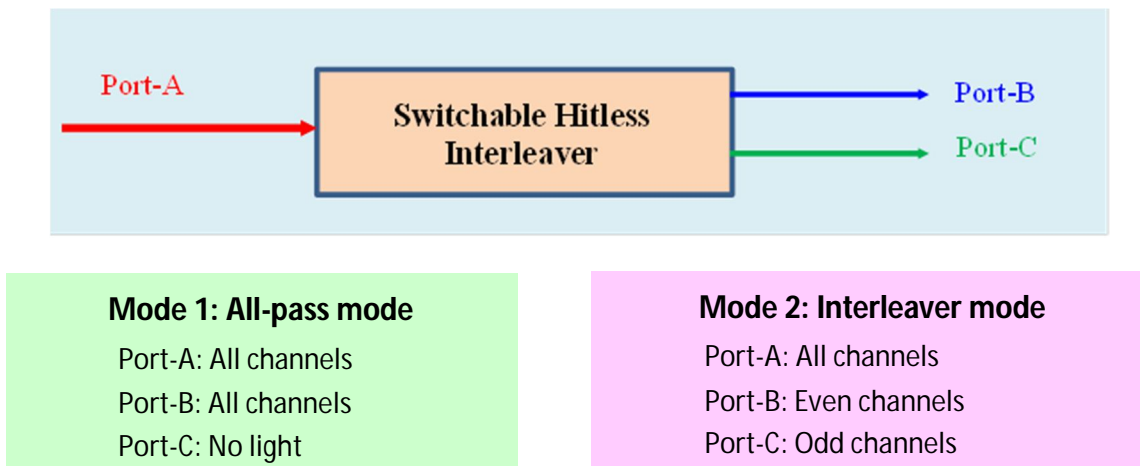 Port-A
Switchable Hitless
Interleaver
Port-B
Port-C
Mode 1: All-pass mode
Port-A: All channels
Port-B: All channels
Port-C: No light
Mode 2: Interleaver mode
Port-A: All channels
Port-B: Even channels
Port-C: Odd channels